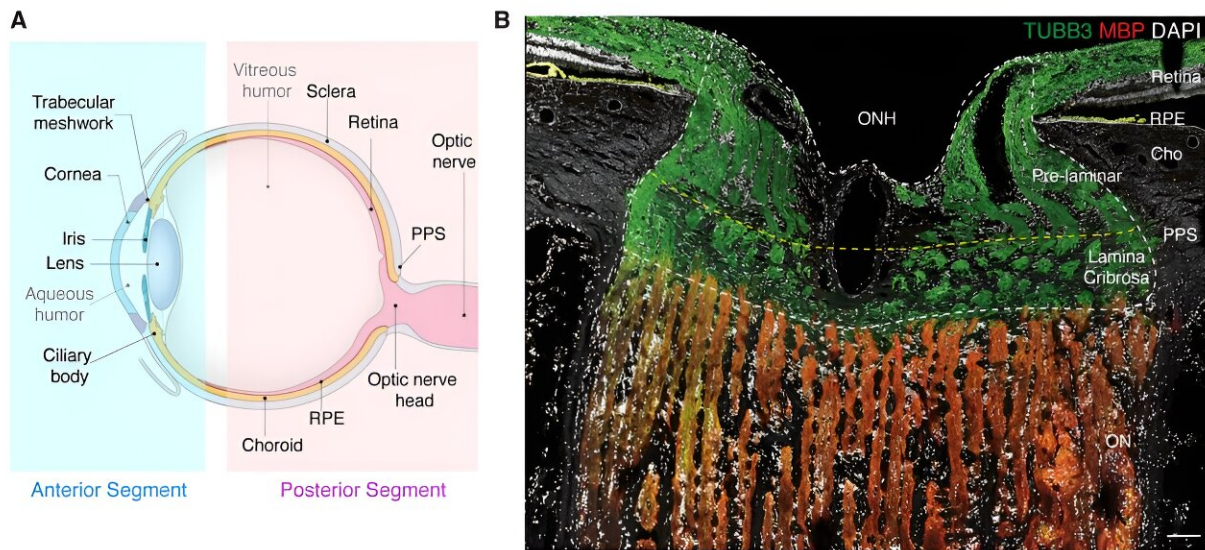 A
Trabecular
meshwork
Cornea
Iris
Lens
Aqueous
humor
Ciliary
body
Vitreous
humor
Sclera
Retina
Optic
nerve
PPS
Optic nerve
head
RPE
Choroid
Anterior Segment
Posterior Segment
B
TUBB3 MBP DAPI
Retina
ONH
RPE
Cho
Pre-laminar
PPS
Lamina
Cribrosa
ON